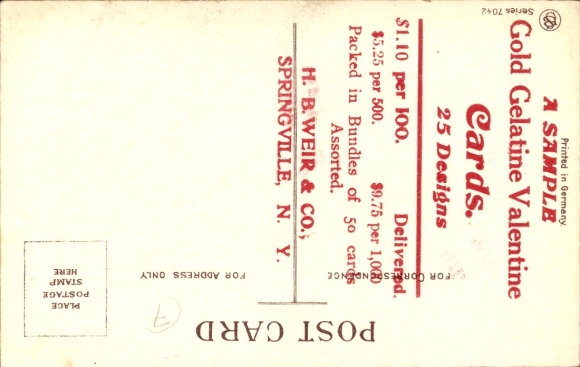 A SAMPLE
Gold Gelatine Valentine
Cards.
25 Designs
$1.10 per 100. Delivered.
$5.25 per 500. $9.75 per 1,000
Packed in Bundles of 50 cards
Assorted.
H. B. WEIR & CO.,
SPRINGVILLE, N. Y.
Printed in Germany
POST CARD
FOR CORRESPONDENCE
FOR ADDRESS ONLY
PLACE
POSTAGE
STAMP
HERE
Series 7042
7